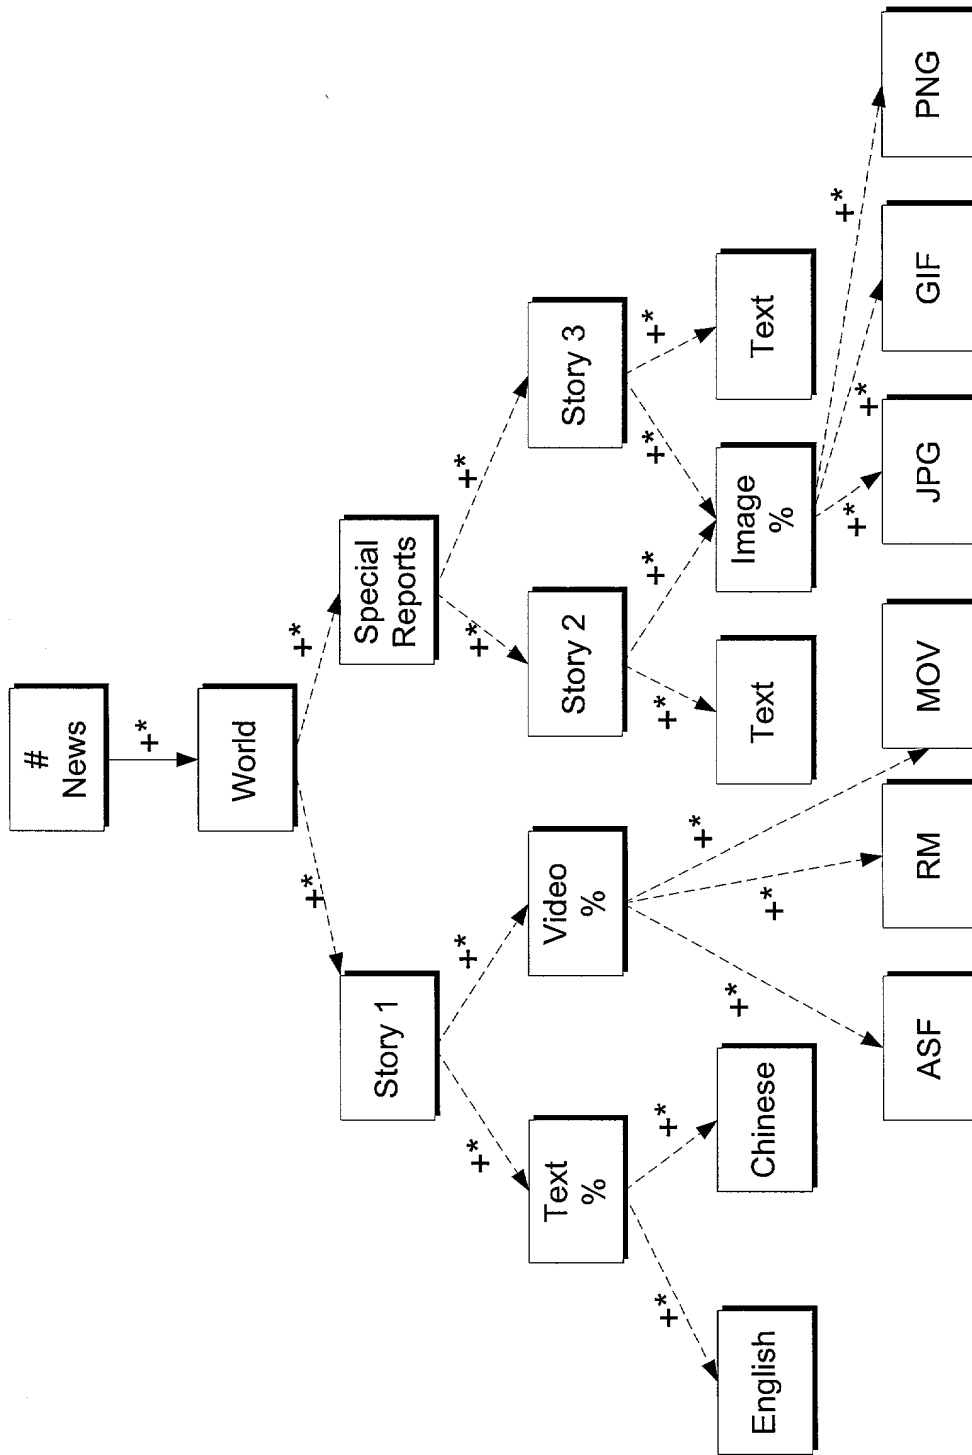 #
News
+*
World
+*
+*
Story 1
Special
Reports
+*
+*
+*
+*
Text
%
Video
%
Story 2
Story 3
+*
+*
+*
+*
+*
+*
+*
+*
+*
English
Chinese
Text
Image
%
Text
+*
+*
+*
ASF
RM
MOV
JPG
GIF
PNG